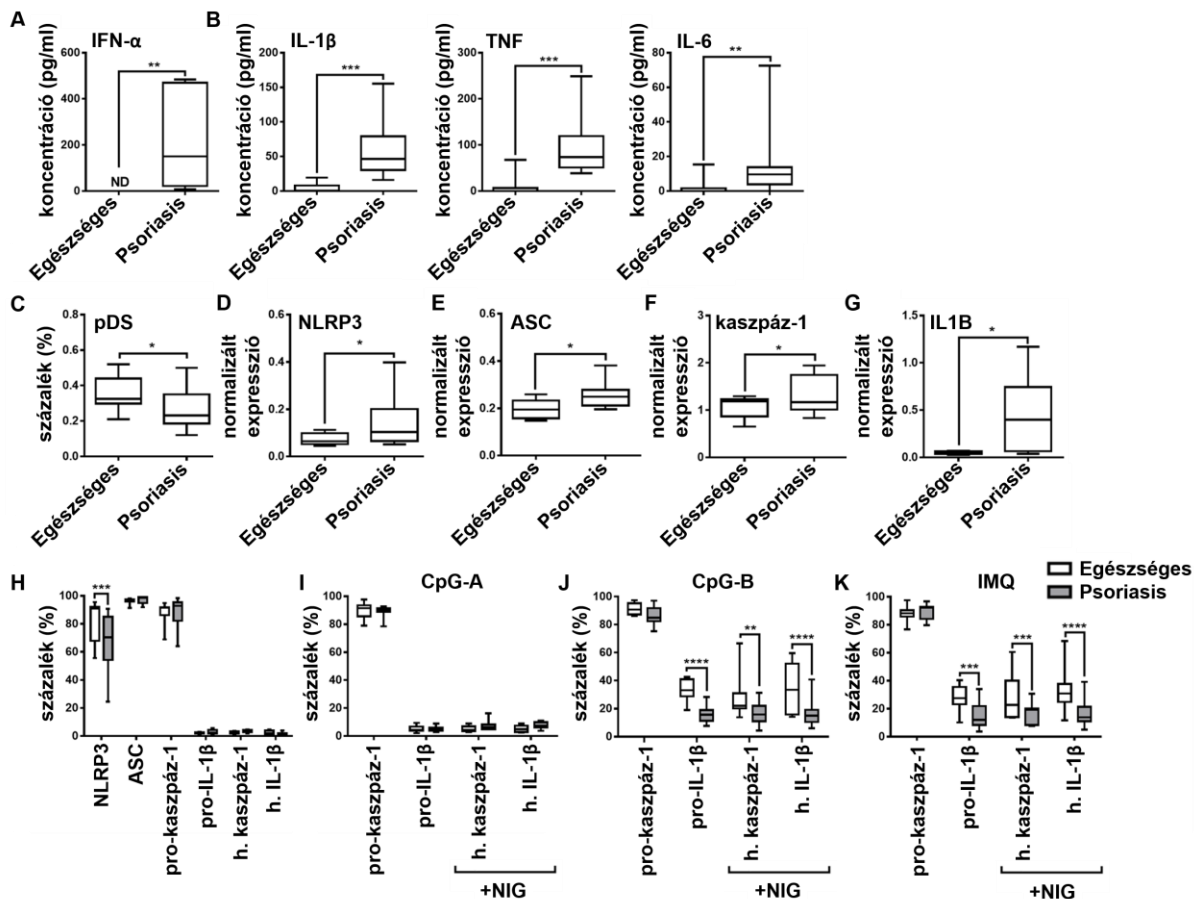 A
B
IFN-α
IL-1β
TNF
IL-6
koncentráció (pg/ml)
600
400
200
0
**
ND
Egészséges
Psoriasis
koncentráció (pg/ml)
200
150
100
50
0
***
Egészséges
Psoriasis
koncentráció (pg/ml)
300
200
100
0
***
Egészséges
Psoriasis
koncentráció (pg/ml)
80
60
40
20
0
**
Egészséges
Psoriasis
C
pDS
százalék (%)
0.8
0.6
0.4
0.2
0.0
*
Egészséges
Psoriasis
D
NLRP3
normalizált
expresszió
0.6
0.4
0.2
0.0
*
Egészséges
Psoriasis
E
ASC
normalizált
expresszió
0.6
0.4
0.2
0.0
*
Egészséges
Psoriasis
F
kaszpáz-1
normalizált
expresszió
3
2
1
0
*
Egészséges
Psoriasis
G
IL1B
normalizált
expresszió
1.5
1.0
0.5
0.0
*
Egészséges
Psoriasis
H
százalék (%)
100
80
60
40
20
0
***
NLRP3
ASC
pro-kaszpáz-1
pro-IL-1β
h. kaszpáz-1
h. IL-1β
I
CpG-A
százalék (%)
100
80
60
40
20
0
pro-kaszpáz-1
pro-IL-1β
h. kaszpáz-1
h. IL-1β
+NIG
J
CpG-B
százalék (%)
100
80
60
40
20
0
****
**
****
pro-kaszpáz-1
pro-IL-1β
h. kaszpáz-1
h. IL-1β
+NIG
K
IMQ
Egészséges
Psoriasis
százalék (%)
100
80
60
40
20
0
***
***
****
pro-kaszpáz-1
pro-IL-1β
h. kaszpáz-1
h. IL-1β
+NIG